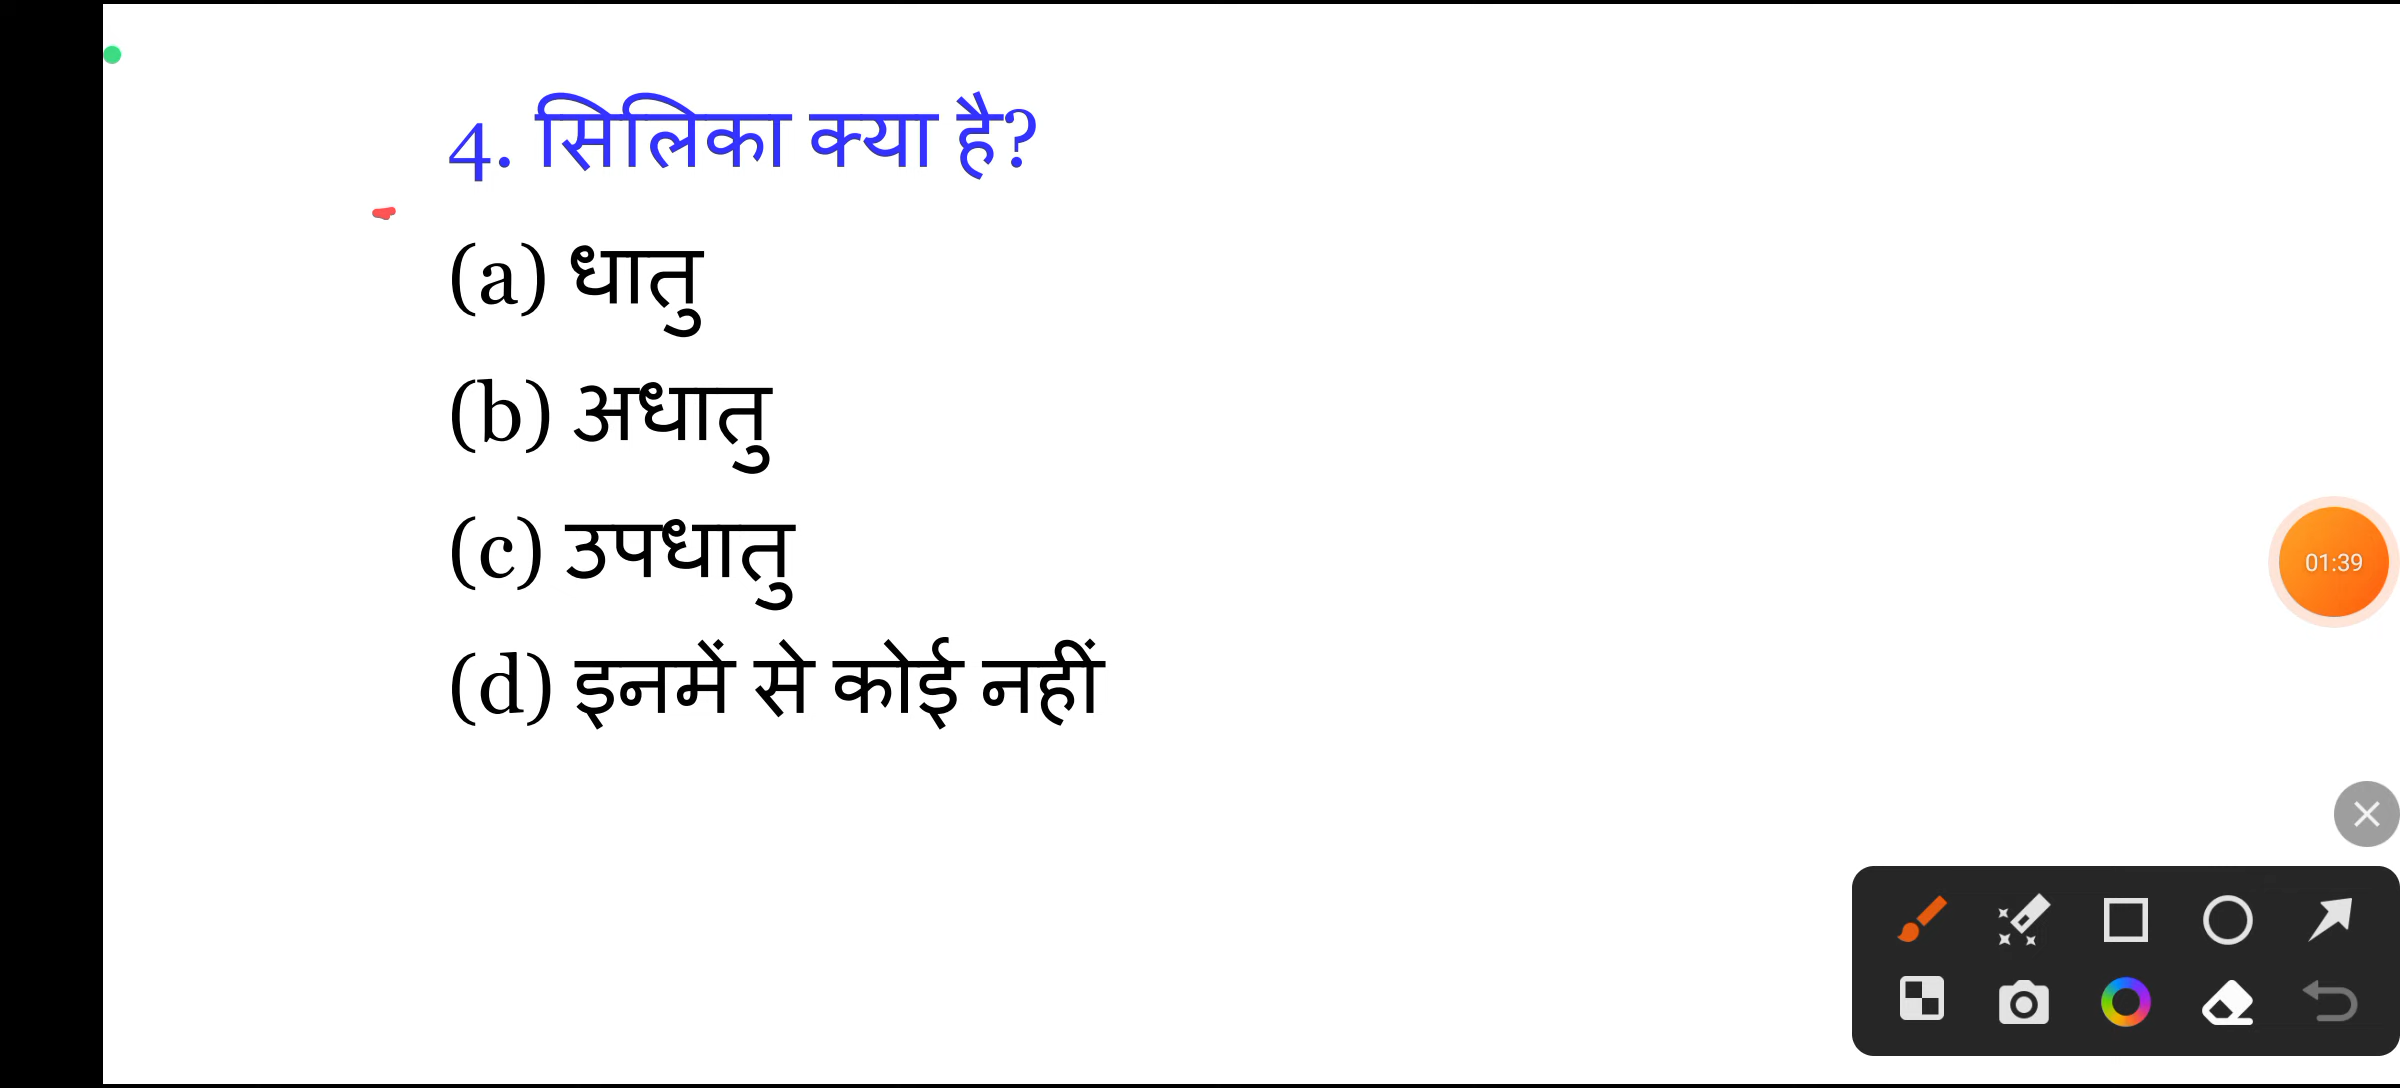 4. सिलिका क्या है?
(a) धातु
(b) अधातु
(c) उपधातु
(d) इनमें से कोई नहीं
01:39